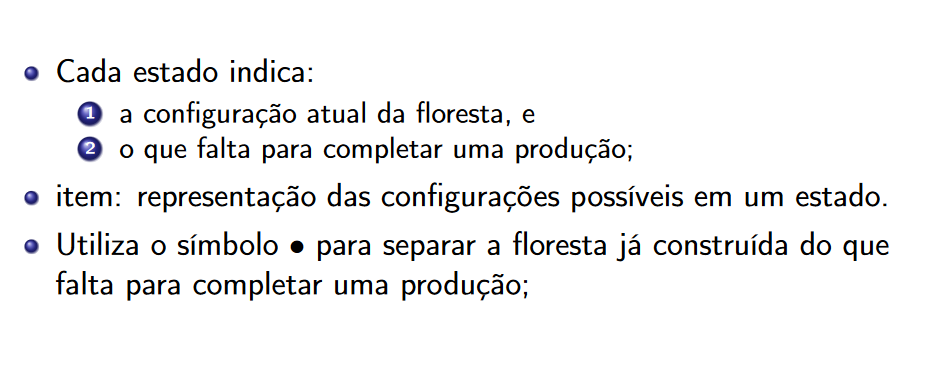 • Cada estado indica:
1 a configuração atual da floresta, e
2 o que falta para completar uma produção;
• item: representação das configurações possíveis em um estado.
• Utiliza o símbolo • para separar a floresta já construída do que
falta para completar uma produção;